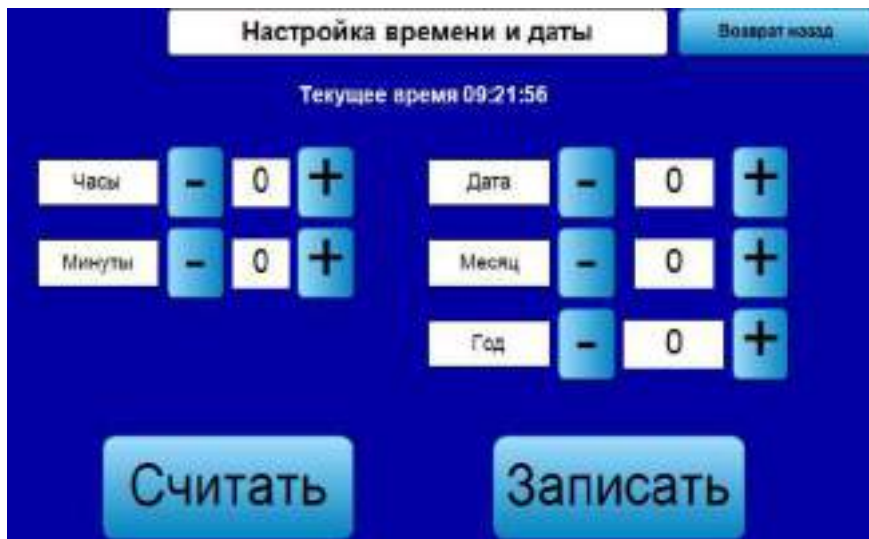 Настройка времени и даты
Возврат назад
Текущее время 09:21:56
Часы - 0 +
Дата - 0 +
Минуты - 0 +
Месяц - 0 +
Год - 0 +
Считать
Записать